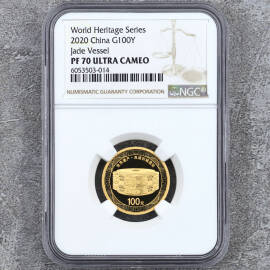 World Heritage Series
2020 China G100Y
Jade Vessel
PF 70 ULTRA CAMEO
6053503-014
NUMISMATIC GUARANTY CORPORATION
NGC
100元